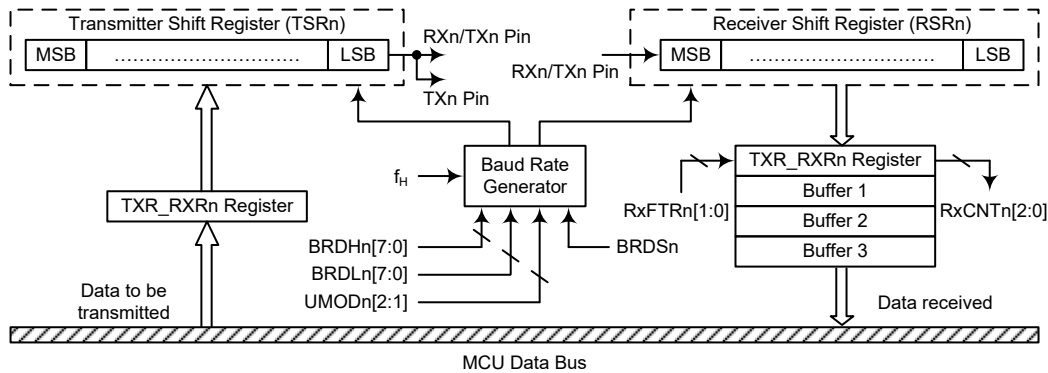 Transmitter Shift Register (TSRn)
MSB
..............................
LSB
RXn/TXn Pin
TXn Pin
Receiver Shift Register (RSRn)
RXn/TXn Pin
MSB
..............................
LSB
fH
Baud Rate
Generator
TXR_RXRn Register
TXR_RXRn Register
Buffer 1
Buffer 2
Buffer 3
RxFTRn[1:0]
RxCNTn[2:0]
BRDHn[7:0]
BRDLn[7:0]
UMODn[2:1]
BRDSn
Data to be
transmitted
Data received
MCU Data Bus